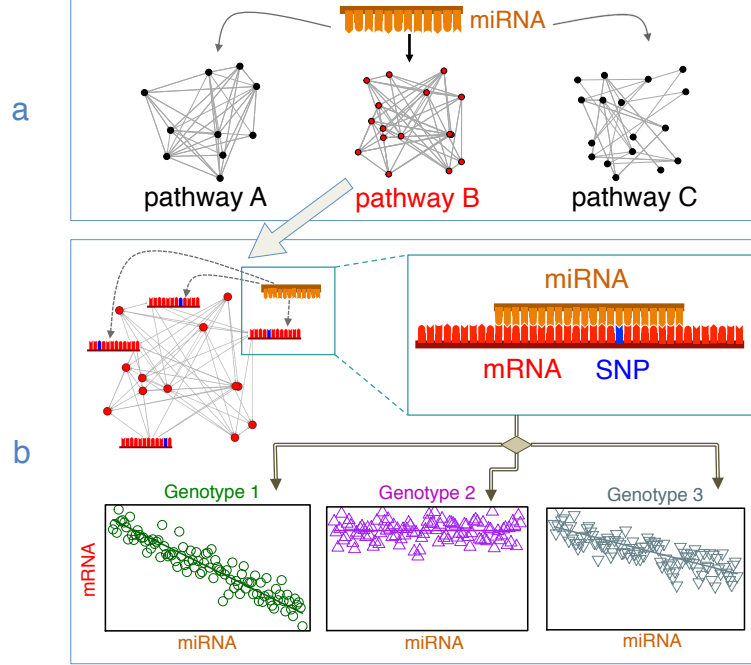 a
miRNA
pathway A
pathway B
pathway C
b
miRNA
mRNA
SNP
Genotype 1
Genotype 2
Genotype 3
mRNA
miRNA
miRNA
miRNA